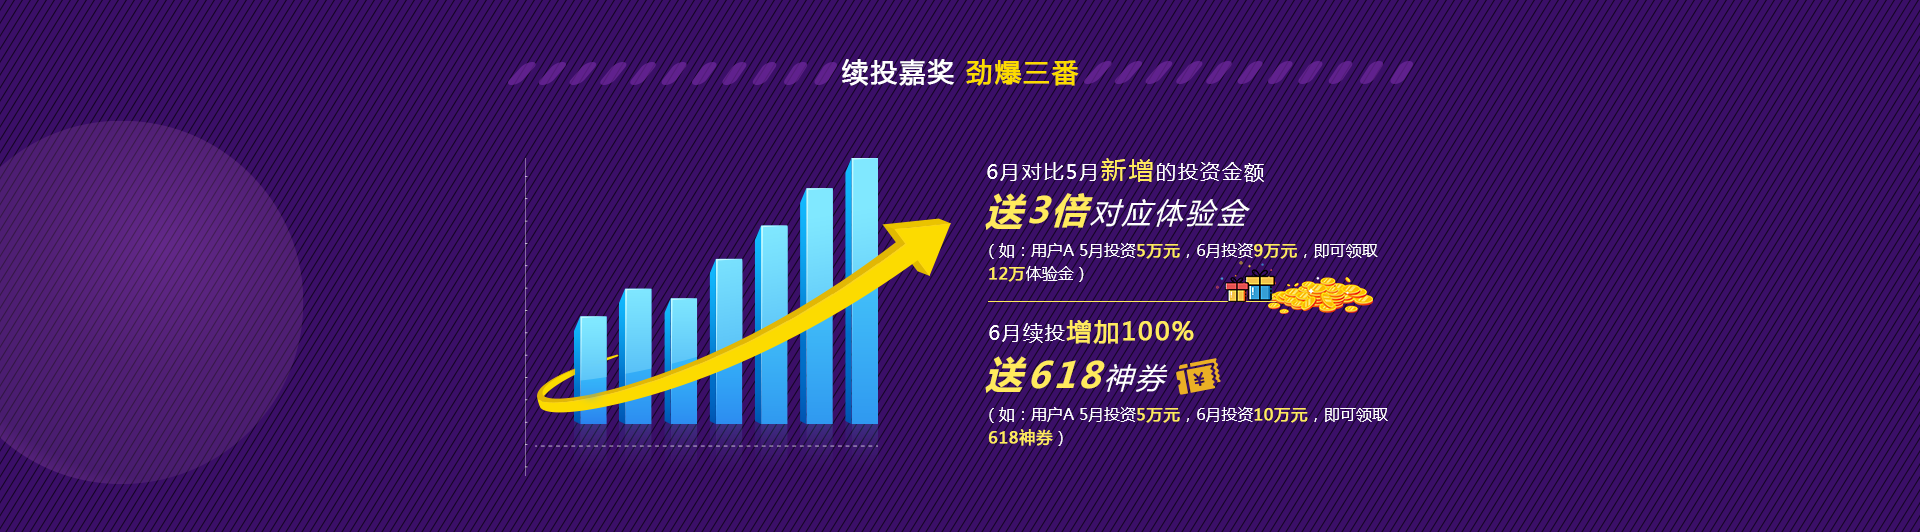 续投嘉奖 劲爆三番
6月对比5月新增的投资金额
送3倍对应体验金
(如：用户A 5月投资5万元，6月投资9万元，即可领取
12万体验金)
6月续投增加100%
送618神券
¥
(如：用户A 5月投资5万元，6月投资10万元，即可领取
618神券)